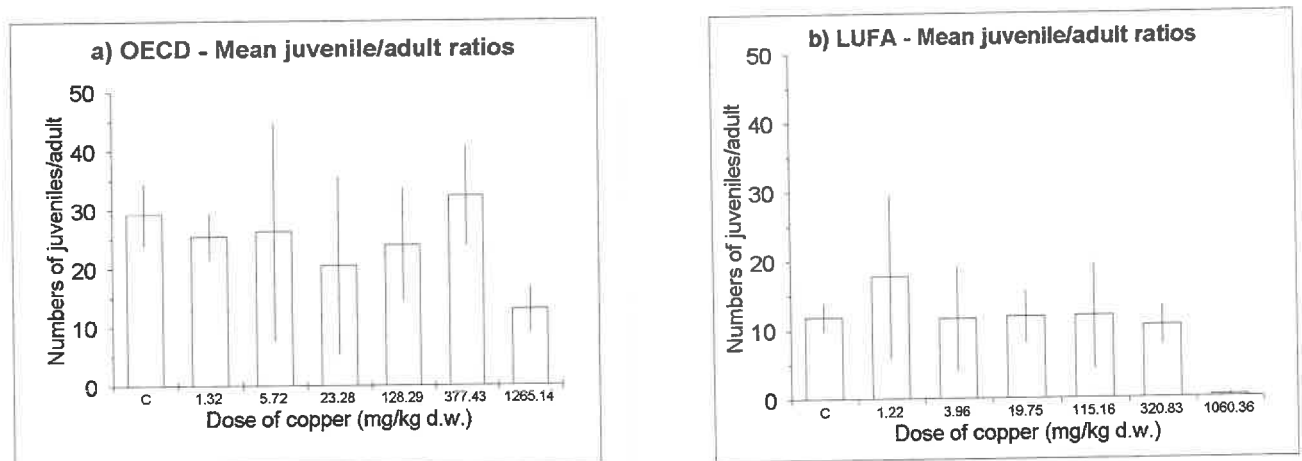 a) OECD - Mean juvenile/adult ratios
Numbers of juveniles/adult
50
40
30
20
10
0
C 1.32 5.72 23.28 128.29 377.43 1265.14
Dose of copper (mg/kg d.w.)
b) LUFA - Mean juvenile/adult ratios
Numbers of juveniles/adult
50
40
30
20
10
0
C 1.22 3.96 19.75 115.16 320.83 1060.36
Dose of copper (mg/kg d.w.)